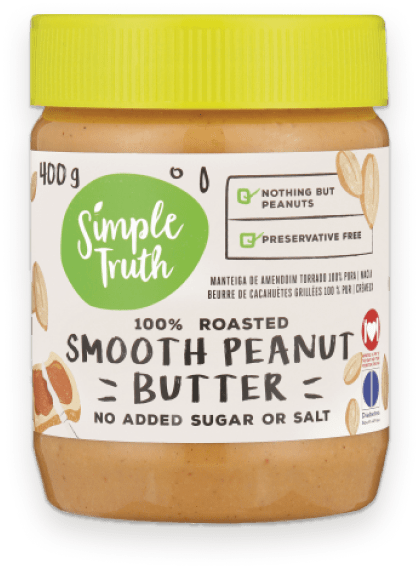 400g
Simple
Truth
NOTHING BUT
PEANUTS
PRESERVATIVE FREE
MANTEIGA DE AMENDOIM TORRADO 100% PURA | MACIA
BEURRE DE CACAHUÈTES GRILLÉES 100 % PUR | CRÉMEUX
100% ROASTED
SMOOTH PEANUT
BUTTER
NO ADDED SUGAR OR SALT
Diabetes